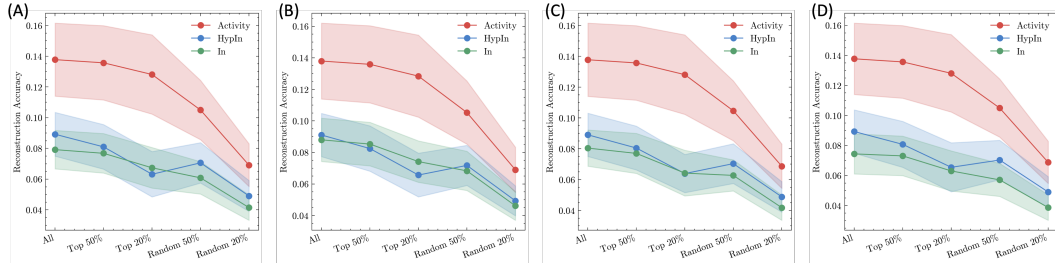 (A)
Reconstruction Accuracy
0.16
0.14
0.12
0.10
0.08
0.06
0.04
Activity
HypIn
In
All
Top 50%
Top 20%
Random 50%
Random 20%
(B)
Reconstruction Accuracy
0.16
0.14
0.12
0.10
0.08
0.06
0.04
Activity
HypIn
In
All
Top 50%
Top 20%
Random 50%
Random 20%
(C)
Reconstruction Accuracy
0.16
0.14
0.12
0.10
0.08
0.06
0.04
Activity
HypIn
In
All
Top 50%
Top 20%
Random 50%
Random 20%
(D)
Reconstruction Accuracy
0.16
0.14
0.12
0.10
0.08
0.06
0.04
Activity
HypIn
In
All
Top 50%
Top 20%
Random 50%
Random 20%